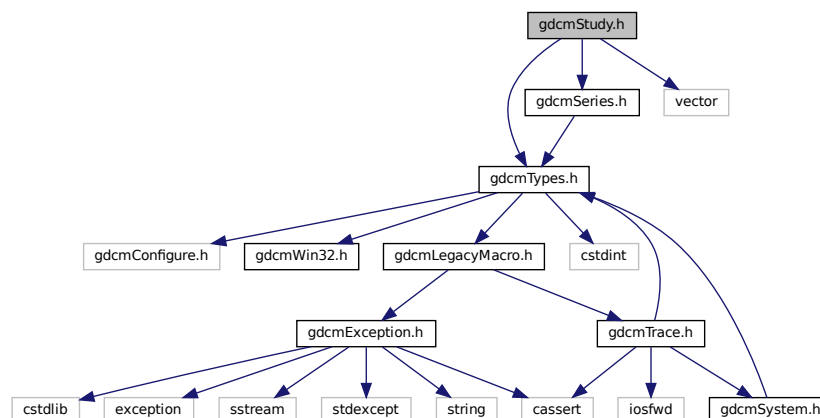 gdcmStudy.h
gdcmSeries.h
vector
gdcmTypes.h
gdcmConfigure.h
gdcmWin32.h
gdcmLegacyMacro.h
cstdint
gdcmException.h
gdcmTrace.h
cstdlib
exception
sstream
stdexcept
string
cassert
iosfwd
gdcmSystem.h